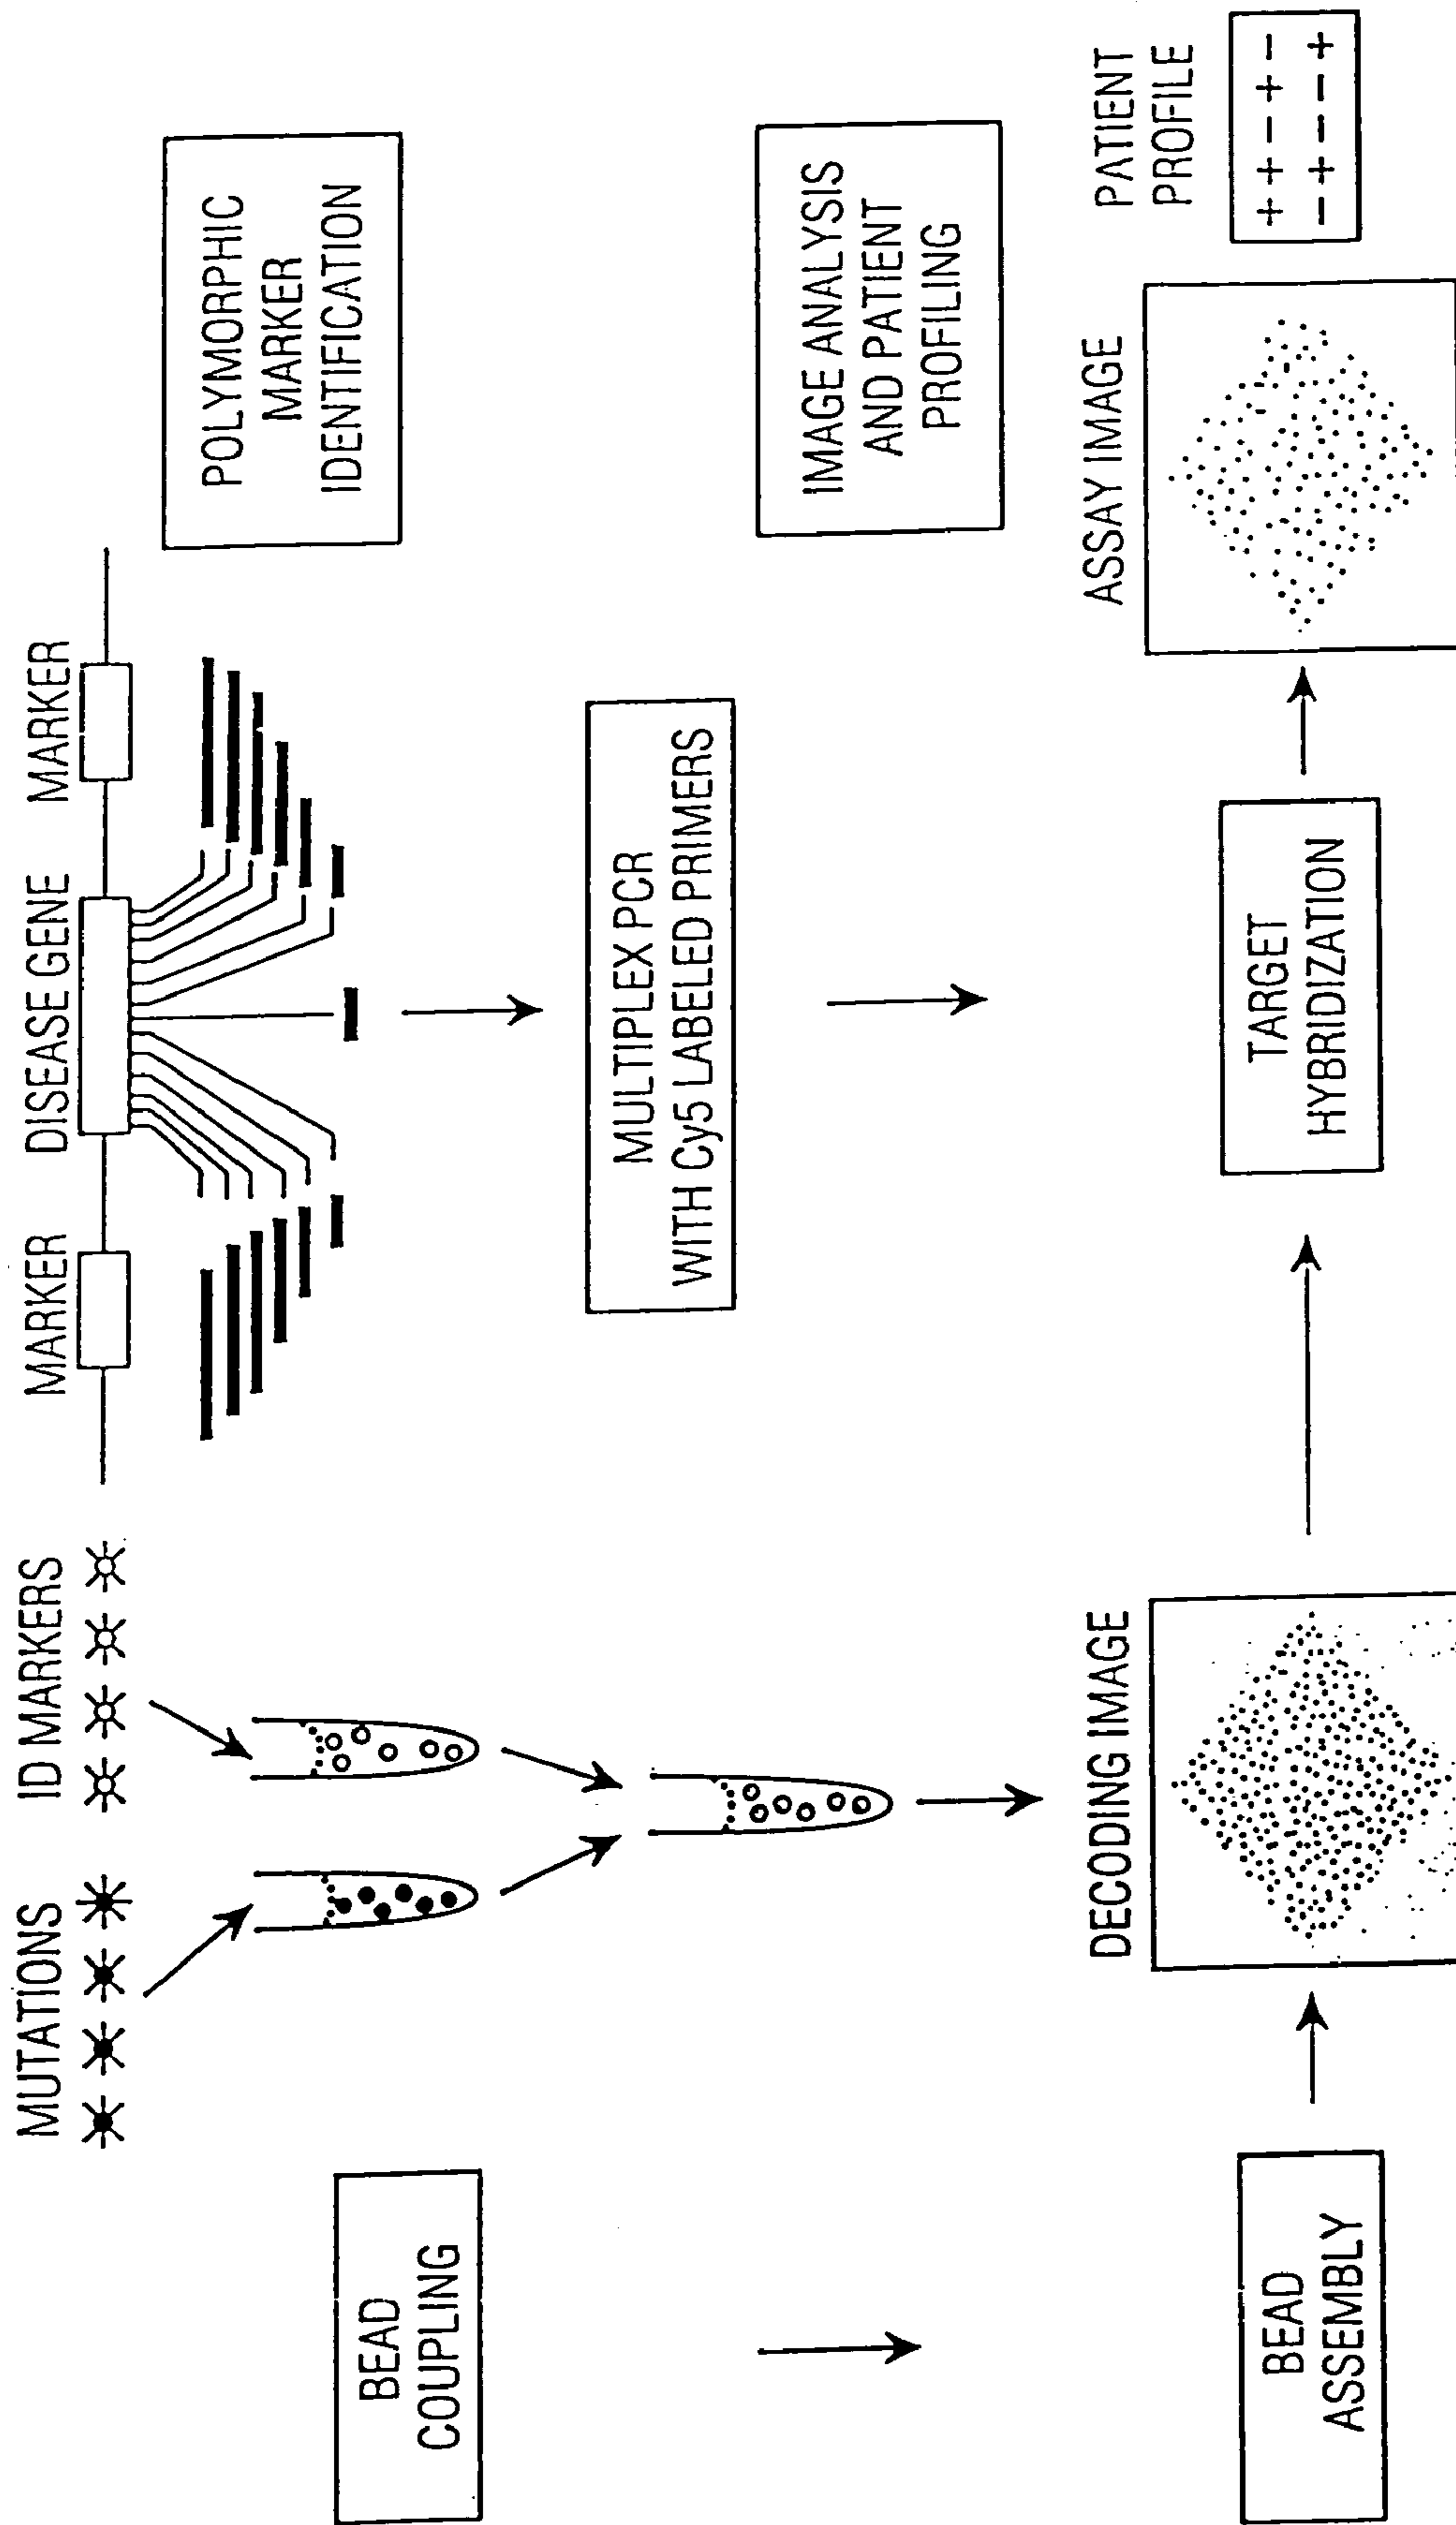 MUTATIONS
ID MARKERS
MARKER
DISEASE GENE
MARKER
BEAD
COUPLING
POLYMORPHIC
MARKER
IDENTIFICATION
MULTIPLEX PCR
WITH Cy5 LABELED PRIMERS
IMAGE ANALYSIS
AND PATIENT
PROFILING
BEAD
ASSEMBLY
DECODING IMAGE
TARGET
HYBRIDIZATION
ASSAY IMAGE
PATIENT
PROFILE
++-+-
-+--+